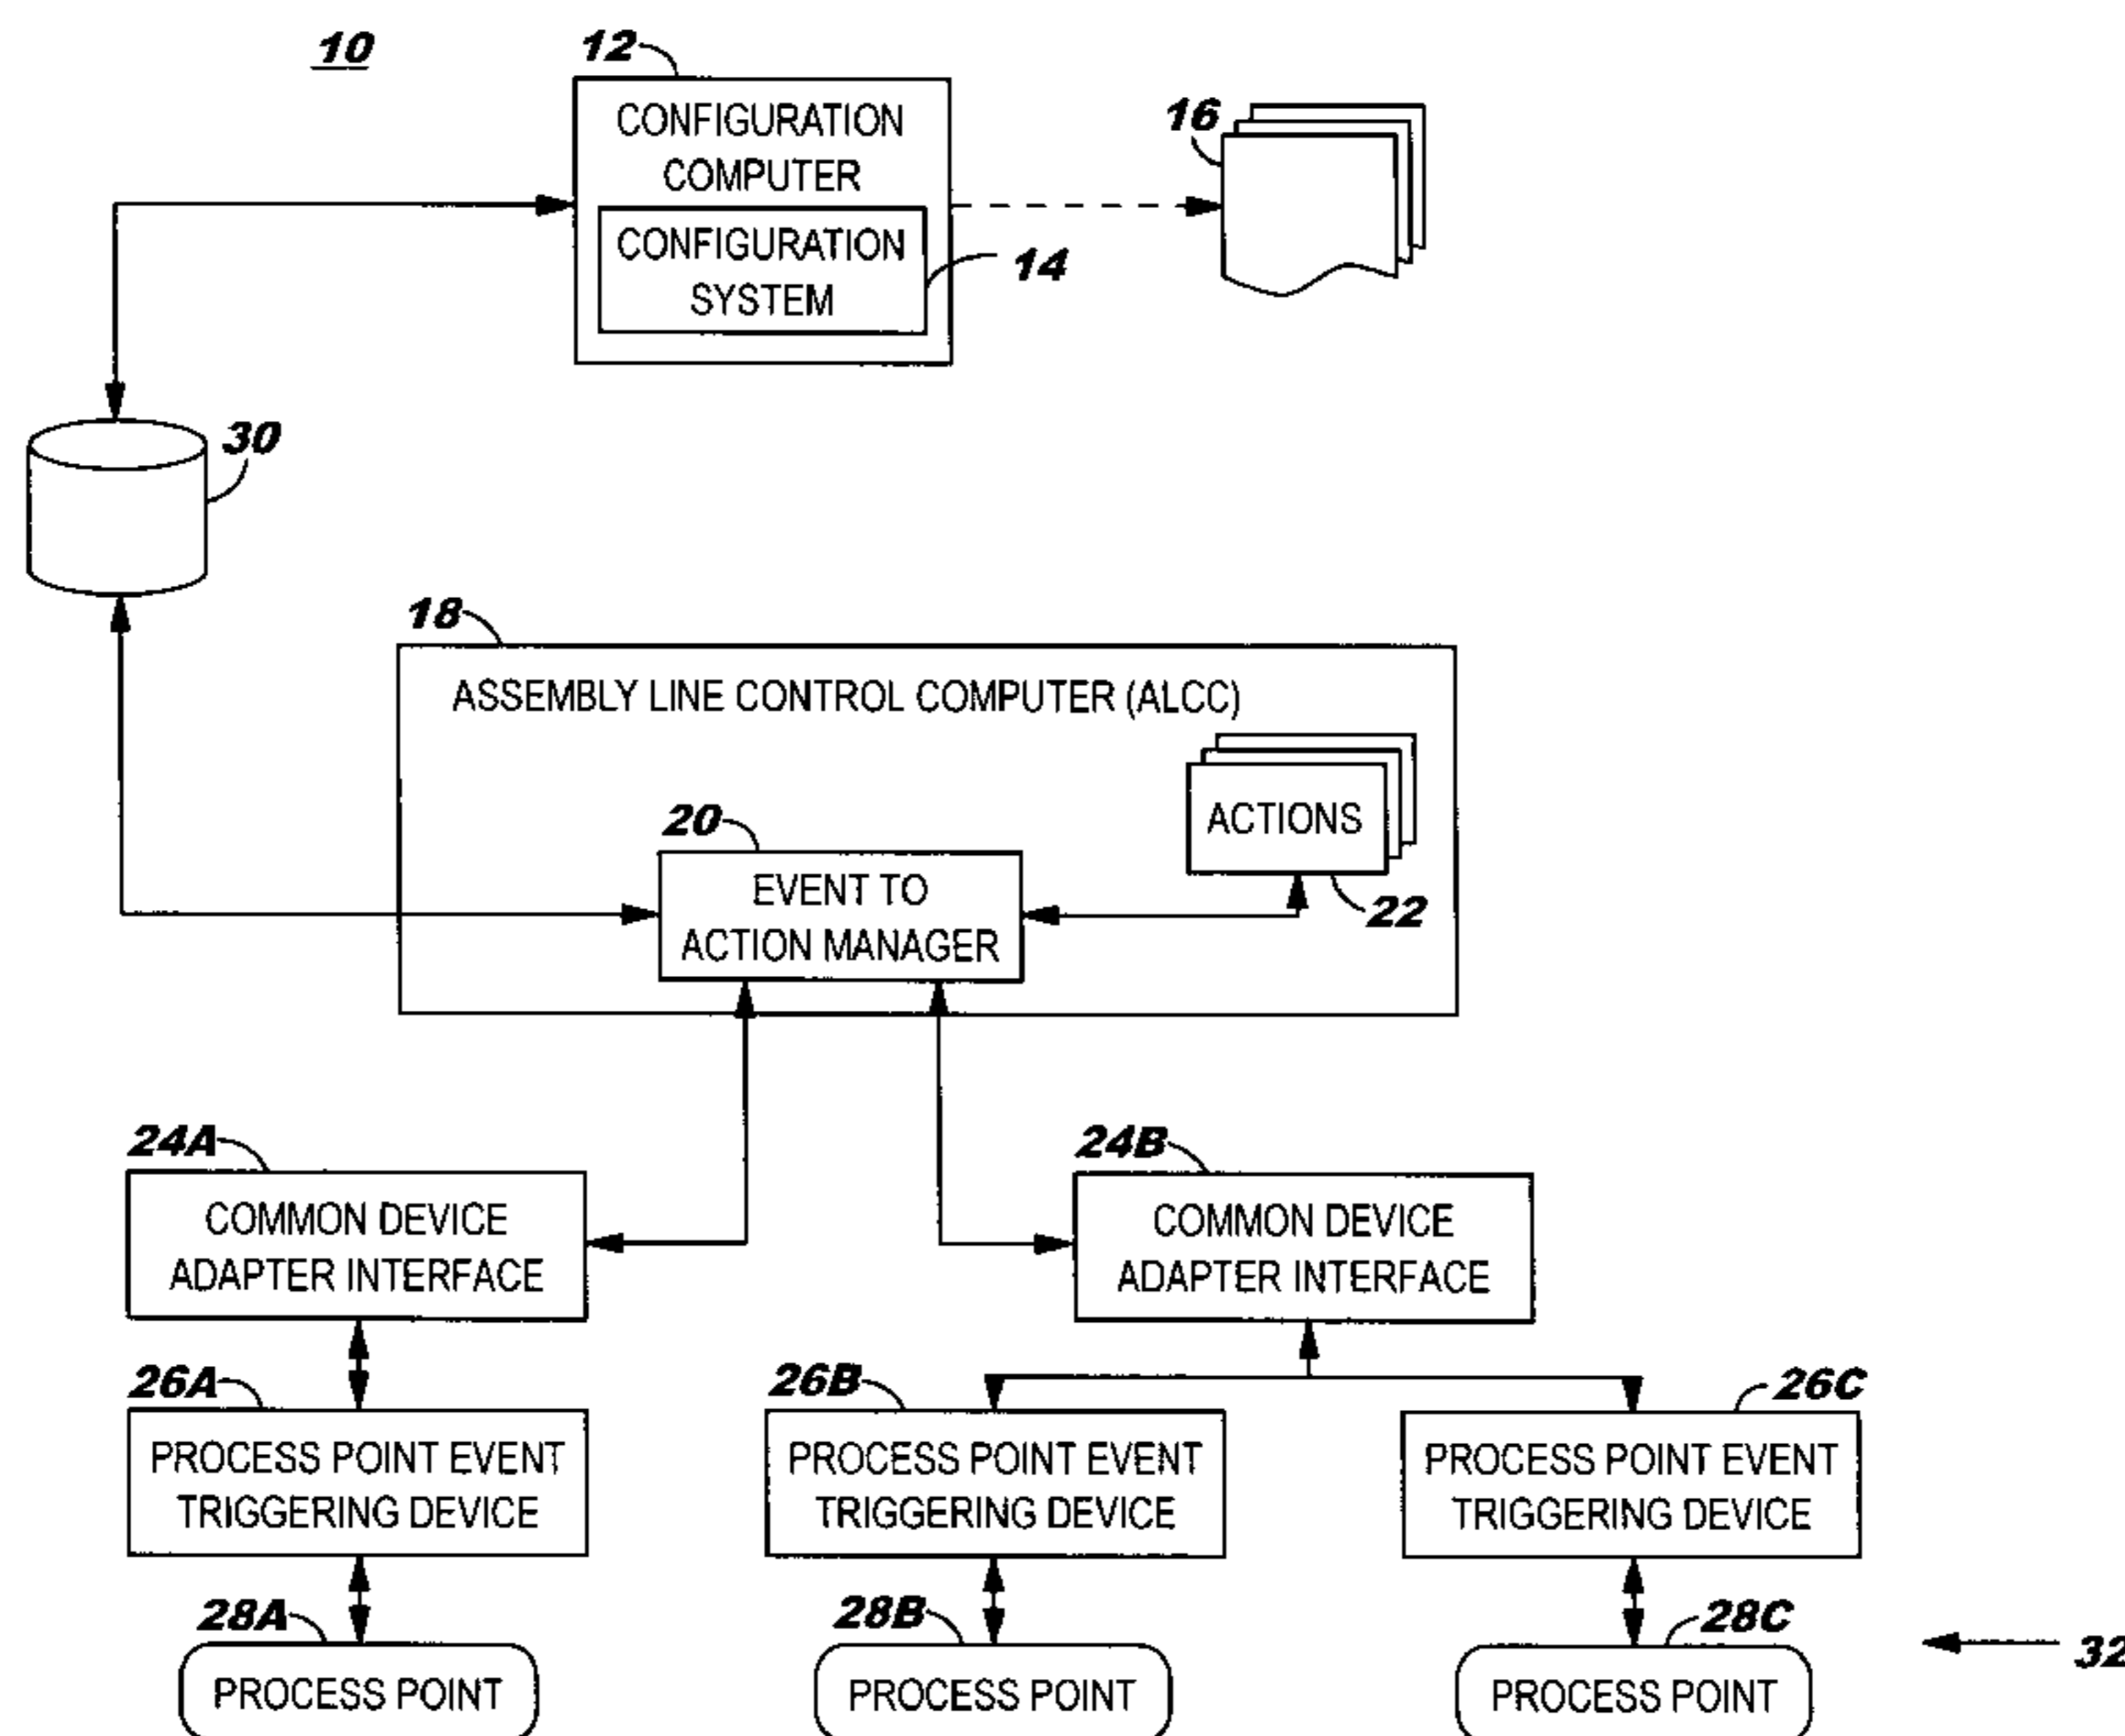 10
12
CONFIGURATION
COMPUTER
CONFIGURATION
SYSTEM
14
16
30
18
ASSEMBLY LINE CONTROL COMPUTER (ALCC)
ACTIONS
22
20
EVENT TO
ACTION MANAGER
24A
COMMON DEVICE
ADAPTER INTERFACE
24B
COMMON DEVICE
ADAPTER INTERFACE
26A
PROCESS POINT EVENT
TRIGGERING DEVICE
26B
PROCESS POINT EVENT
TRIGGERING DEVICE
26C
PROCESS POINT EVENT
TRIGGERING DEVICE
28A
PROCESS POINT
28B
PROCESS POINT
28C
PROCESS POINT
32